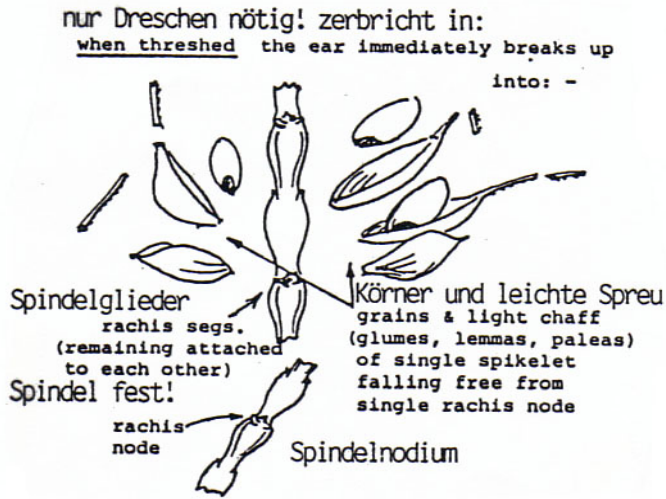 nur Dreschen nötig! zerbricht in:
when threshed the ear immediately breaks up
into: -
Spindelglieder
rachis segs.
(remaining attached
to each other)
Spindel fest!
rachis
node
Körner und leichte Spreu
grains & light chaff
(glumes, lemmas, paleas)
of single spikelet
falling free from
single rachis node
Spindelnodium